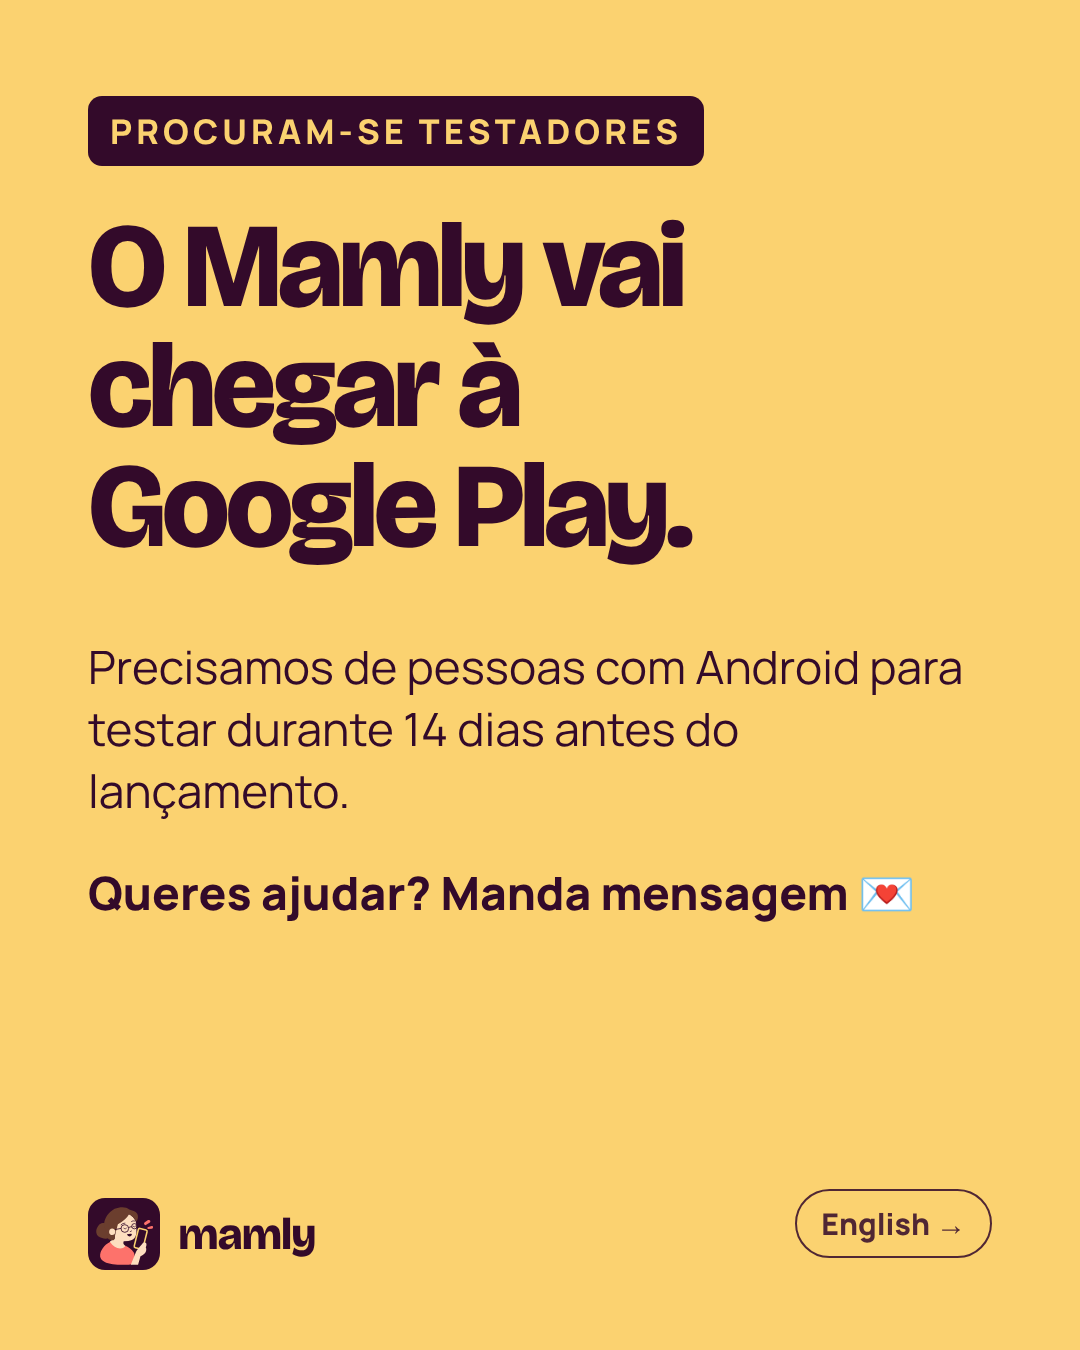 PROCURAM-SE TESTADORES
O Mamly vai
chegar à
Google Play.
Precisamos de pessoas com Android para
testar durante 14 dias antes do
lançamento.
Queres ajudar? Manda mensagem 💌
mamly
English →